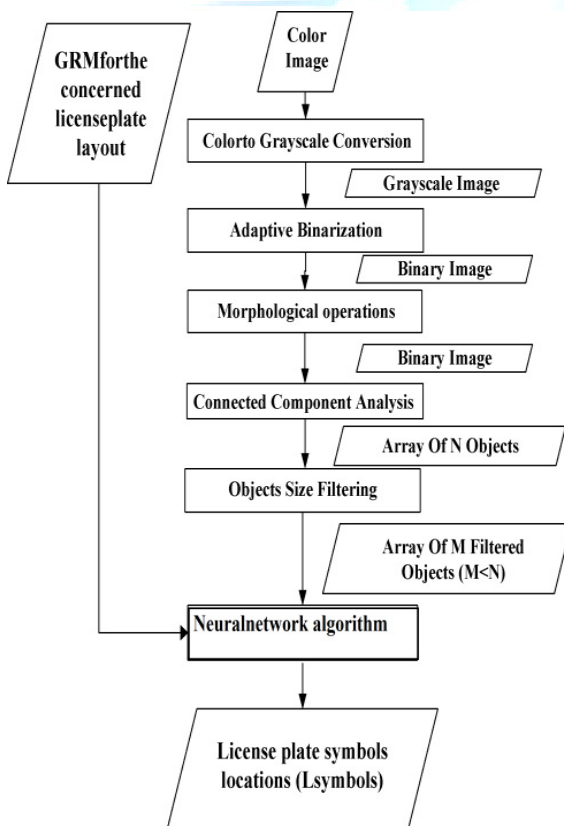 GRMforthe
concerned
licenseplate
layout
Color
Image
Colorto Grayscale Conversion
Grayscale Image
Adaptive Binarization
Binary Image
Morphological operations
Binary Image
Connected Component Analysis
Array Of N Objects
Objects Size Filtering
Array Of M Filtered
Objects (M<N)
Neuralnetwork algorithm
License plate symbols
locations (Lsymbols)